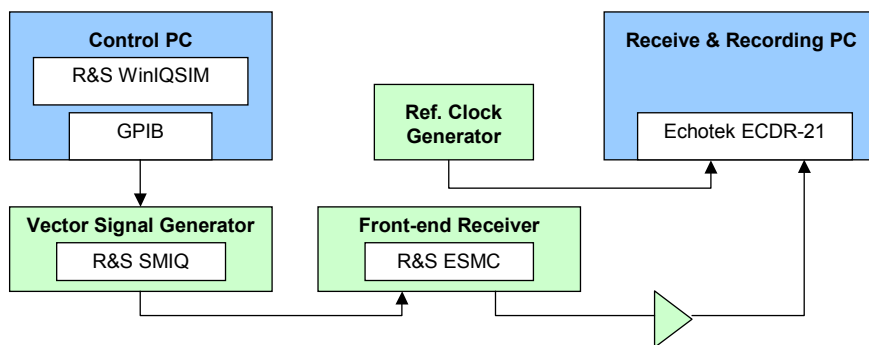 Control PC
R&S WinIQSIM
GPIB
Receive & Recording PC
Echotek ECDR-21
Ref. Clock
Generator
Vector Signal Generator
R&S SMIQ
Front-end Receiver
R&S ESMC